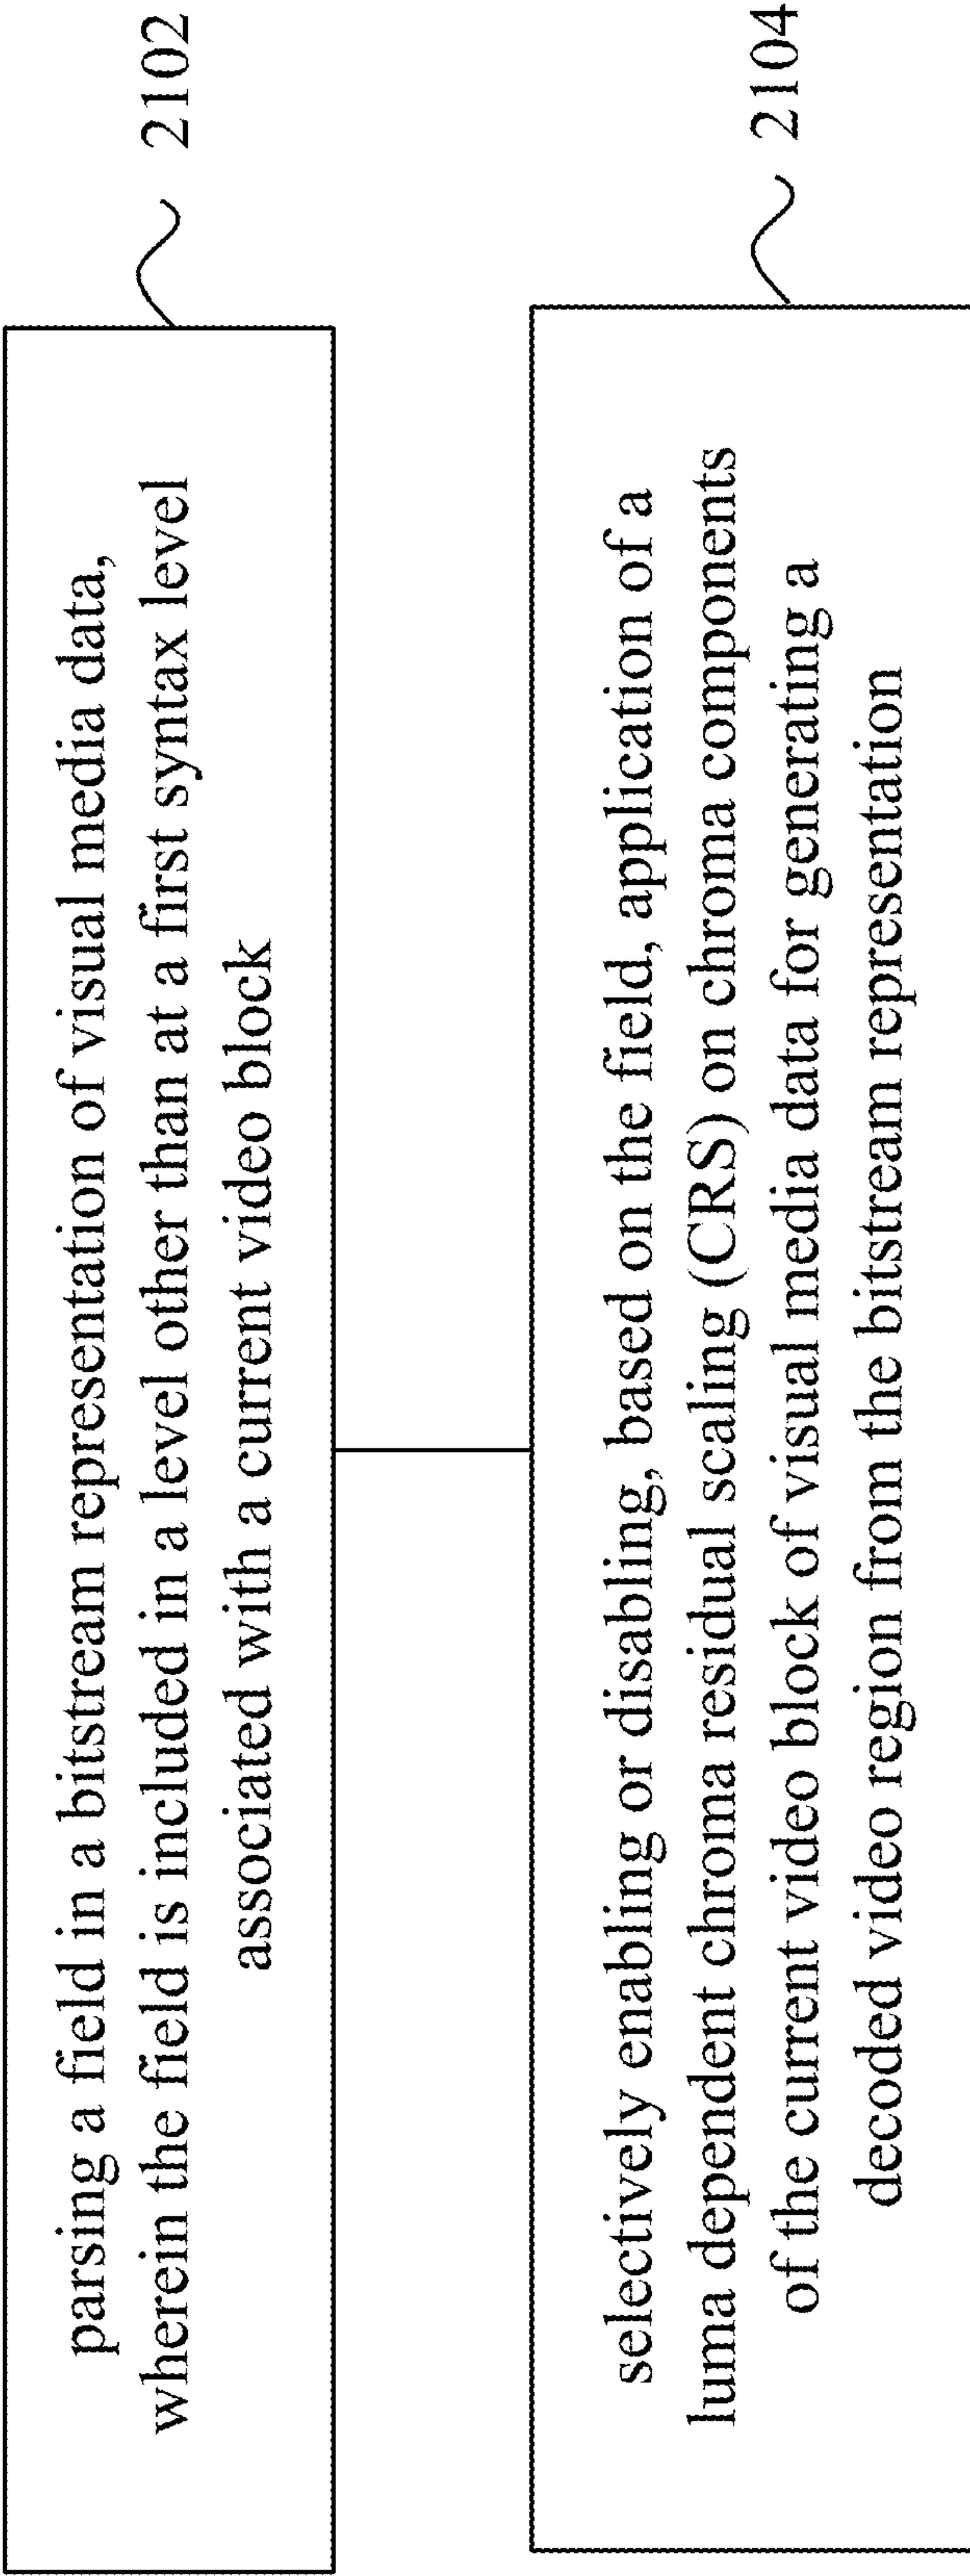 parsing a field in a bitstream representation of visual media data,
wherein the field is included in a level other than at a first syntax level
associated with a current video block
2102
selectively enabling or disabling, based on the field, application of a
luma dependent chroma residual scaling (CRS) on chroma components
of the current video block of visual media data for generating a
decoded video region from the bitstream representation
2104